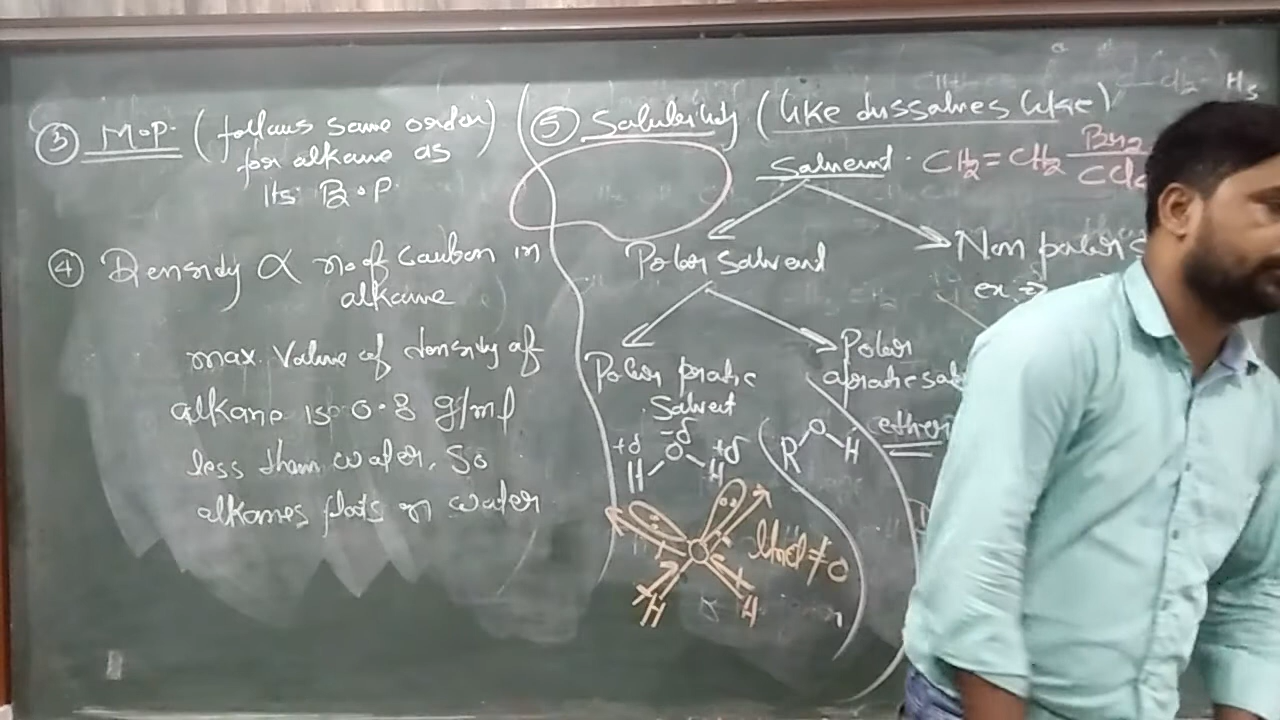 ③ M.P. (follows same order)
for alkane as
its B.P.
④ Density ∝ no of carbon in
alkane
max. value of density of
alkane is 0.8 g/ml
less than water. So
alkanes floats on water
⑤ Solubility (like dissolves like)
Solvent. CH2=CH2 Br2
CCl4
Polar solvent
Non polar
ex ⇒
Polar protic
Solvent
Polar
aprotic
ether
+δ -δ +δ
H O H
R O H
μnet ≠ 0
O
H H